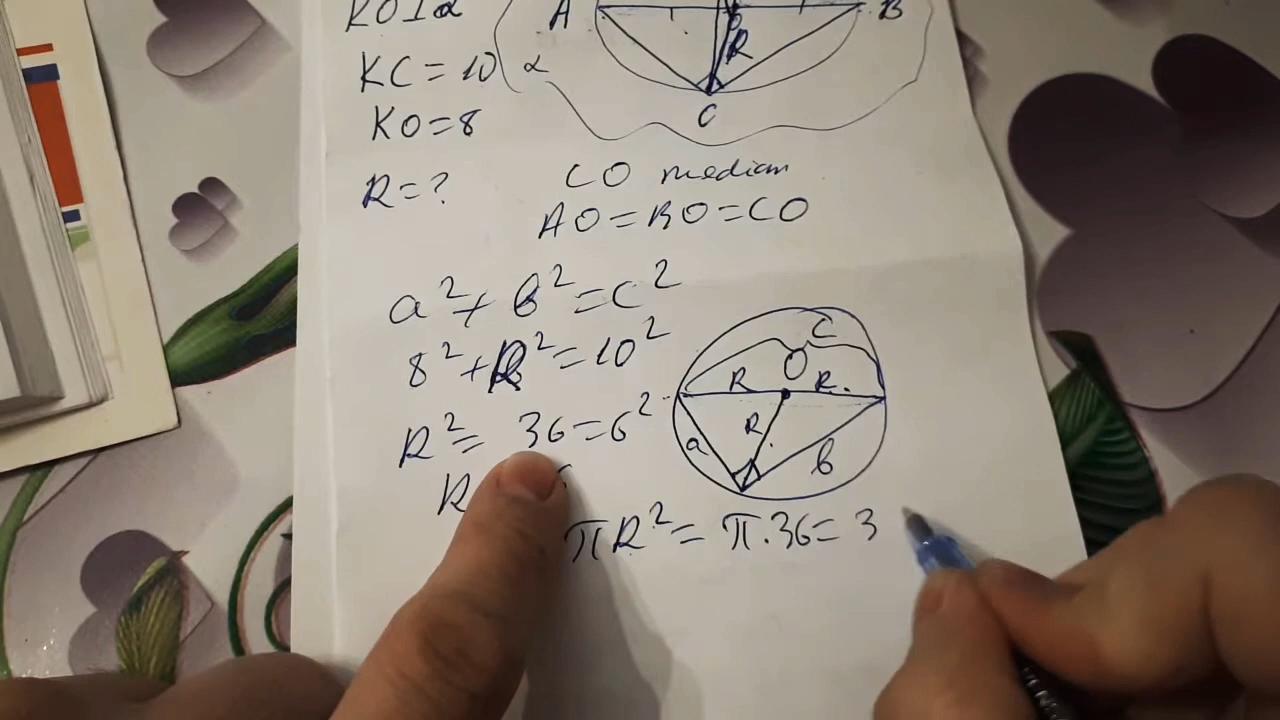 KO⊥α
A B
R
KC=10 α
C
KO=8
R=?
CO median
AO=BO=CO
a²+b²=c²
8²+R²=10²
C
O
R R
R²=36=6²
R
a b
R
πR²=π.36=3